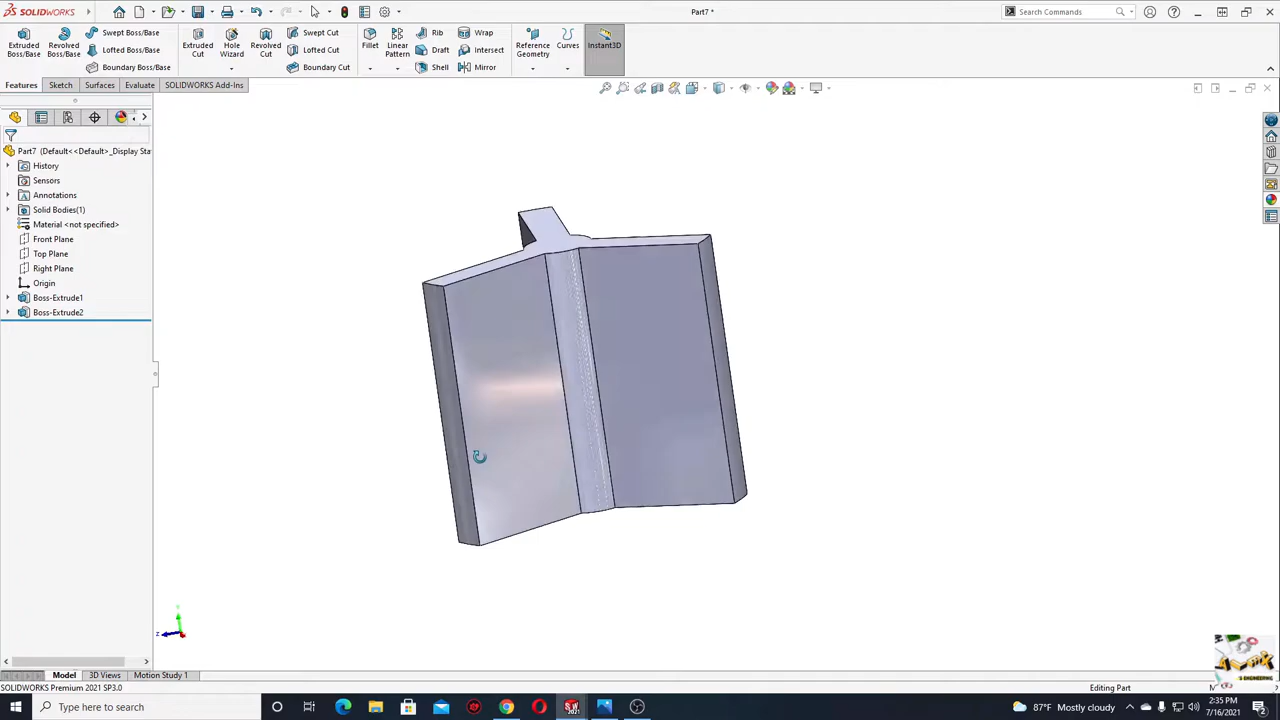 SOLIDWORKS
Part7 *
Search Commands
Extruded Boss/Base
Revolved Boss/Base
Swept Boss/Base
Lofted Boss/Base
Boundary Boss/Base
Extruded Cut
Hole Wizard
Revolved Cut
Swept Cut
Lofted Cut
Boundary Cut
Fillet
Linear Pattern
Rib
Draft
Shell
Wrap
Intersect
Mirror
Reference Geometry
Curves
Instant3D
Features
Sketch
Surfaces
Evaluate
SOLIDWORKS Add-Ins
Part7 (Default<<Default>_Display Sta
History
Sensors
Annotations
Solid Bodies(1)
Material <not specified>
Front Plane
Top Plane
Right Plane
Origin
Boss-Extrude1
Boss-Extrude2
Model
3D Views
Motion Study 1
SOLIDWORKS Premium 2021 SP3.0
Editing Part
Type here to search
87°F Mostly cloudy
2:35 PM
7/16/2021